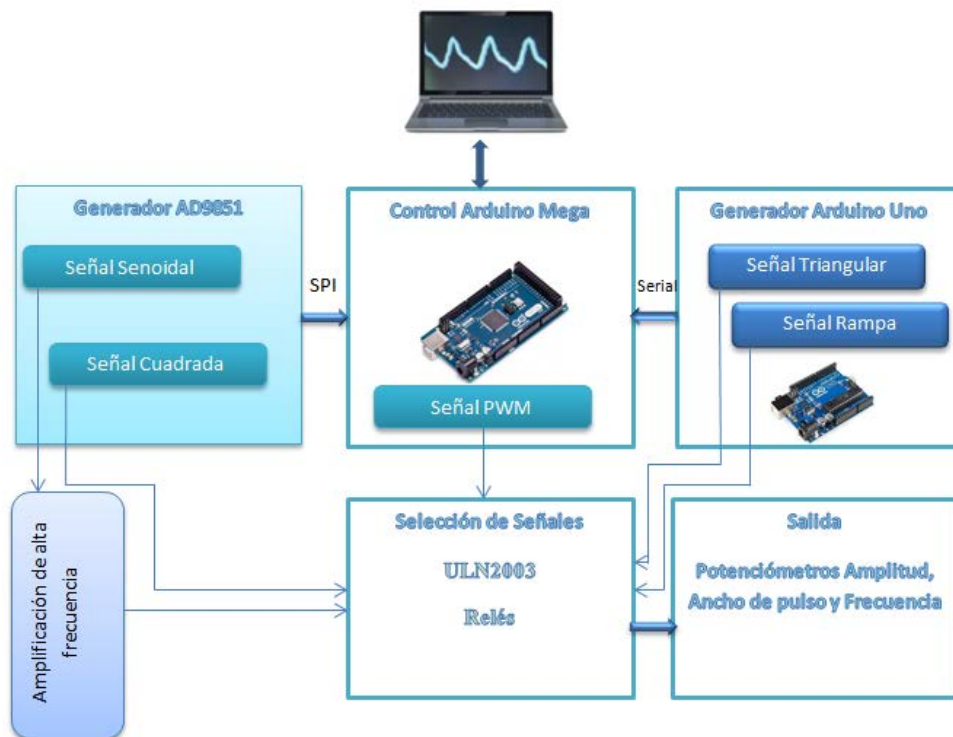 Generador AD9851
Señal Senoidal
Señal Cuadrada
SPI
Control Arduino Mega
Señal PWM
Serial
Generador Arduino Uno
Señal Triangular
Señal Rampa
Amplificación de alta
frecuencia
Selección de Señales
ULN2003
Relés
Salida
Potenciómetros Amplitud,
Ancho de pulso y Frecuencia